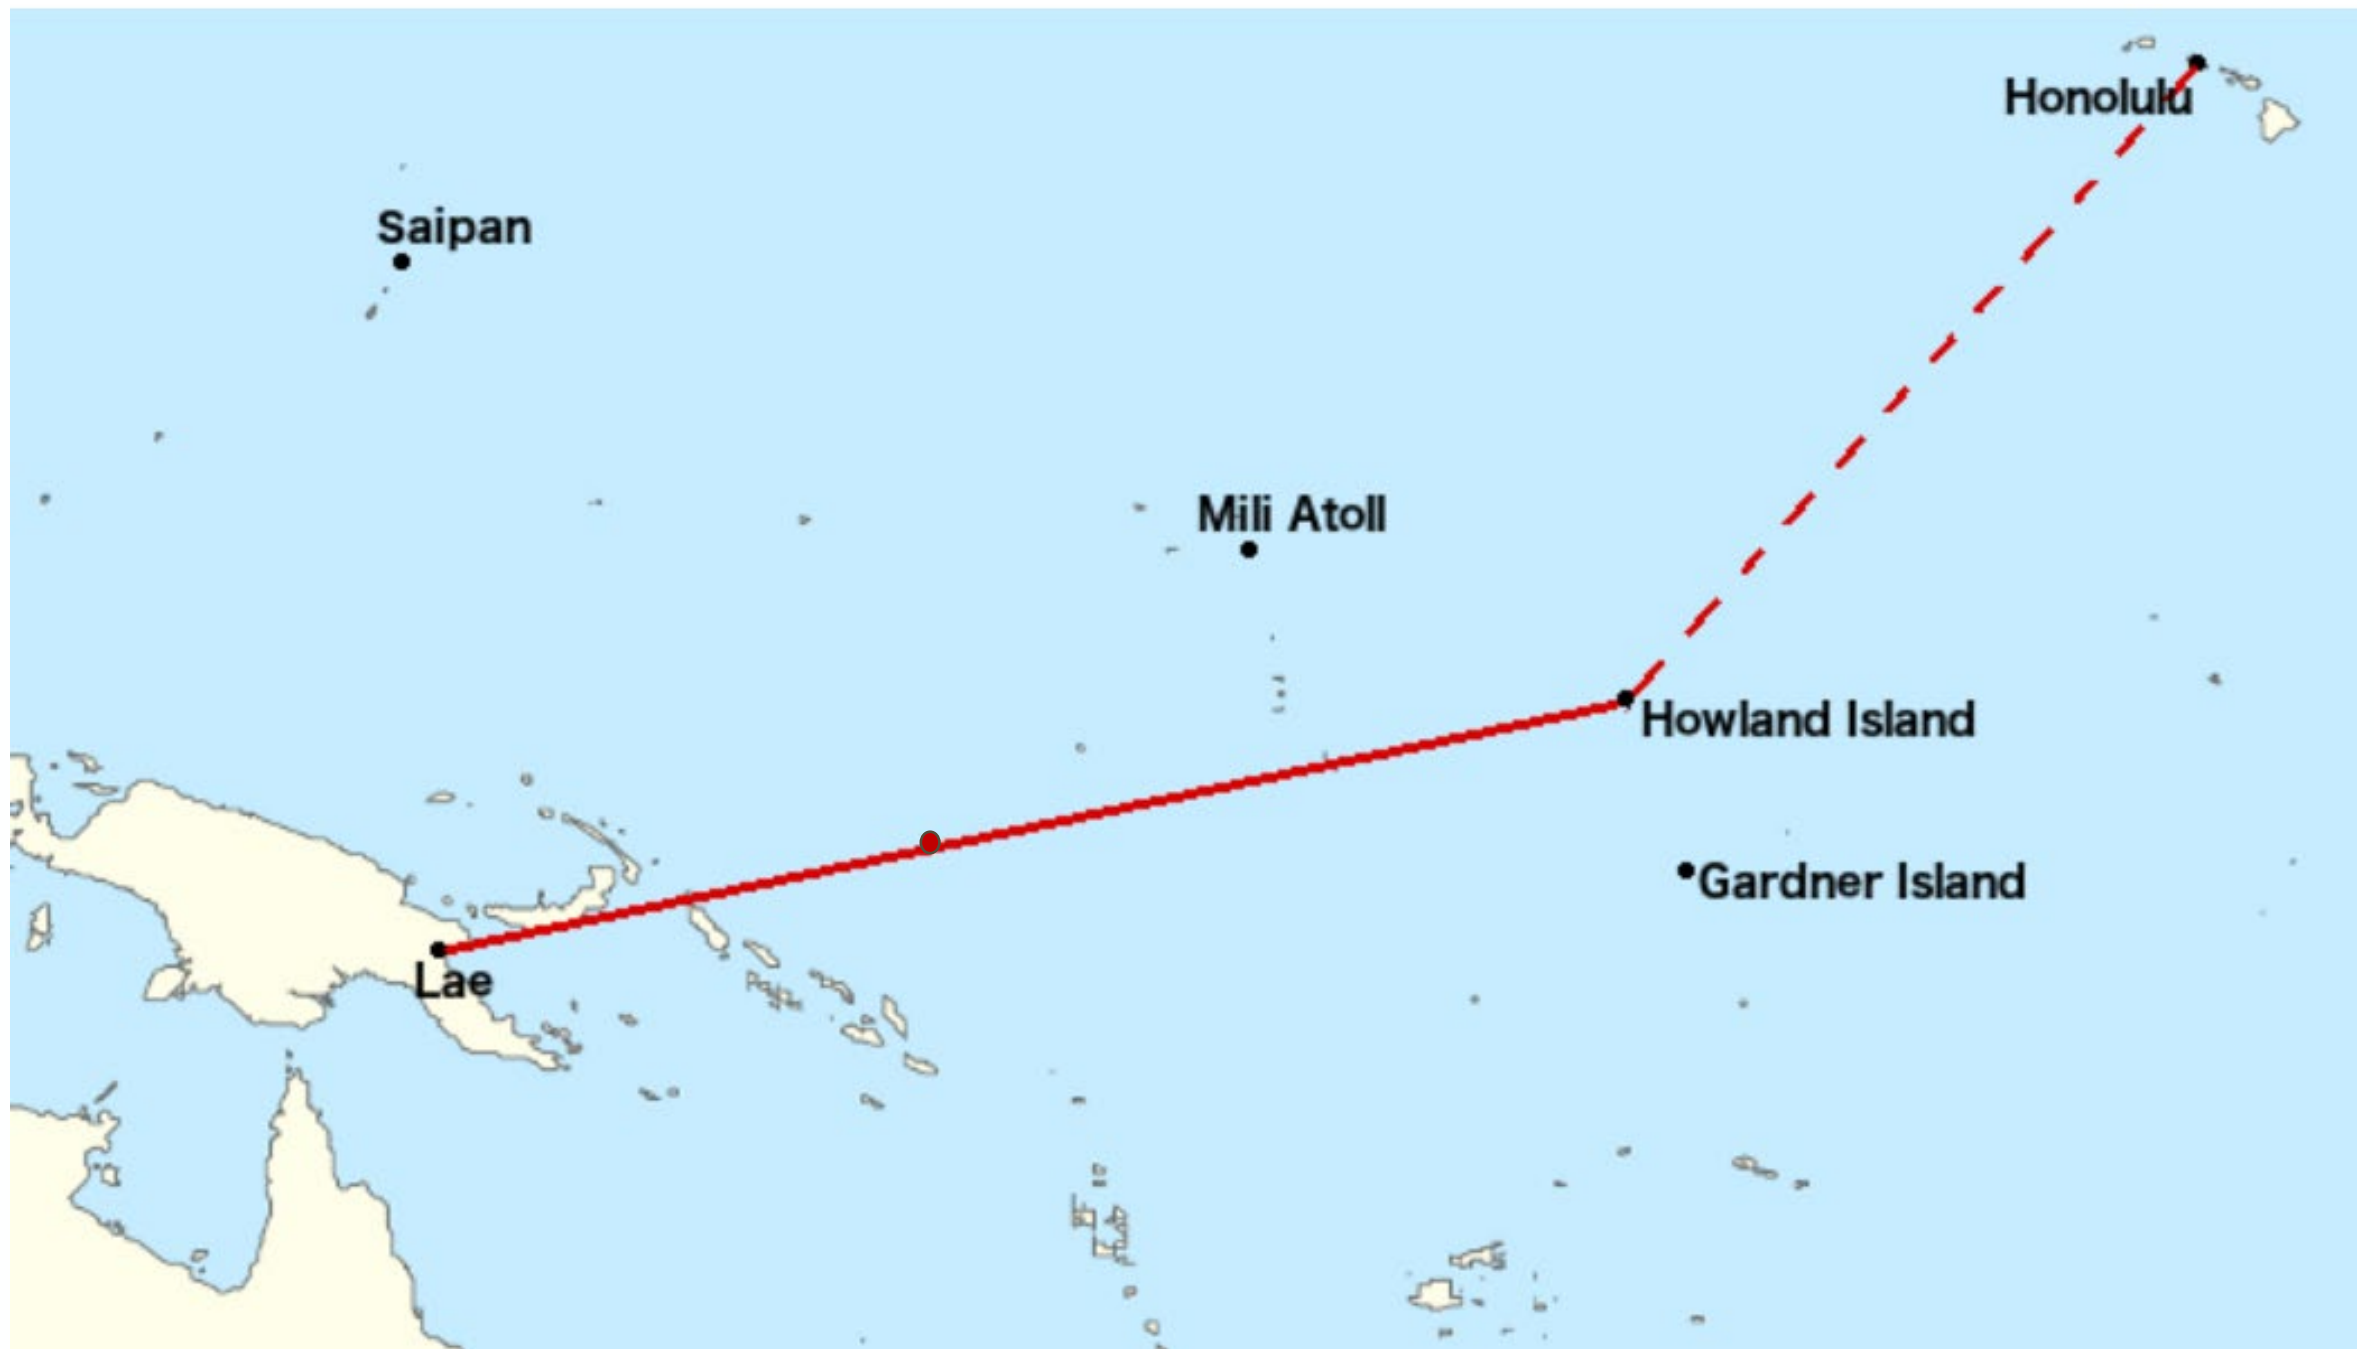 Honolulu
Saipan
Mili Atoll
Howland Island
Gardner Island
Lae